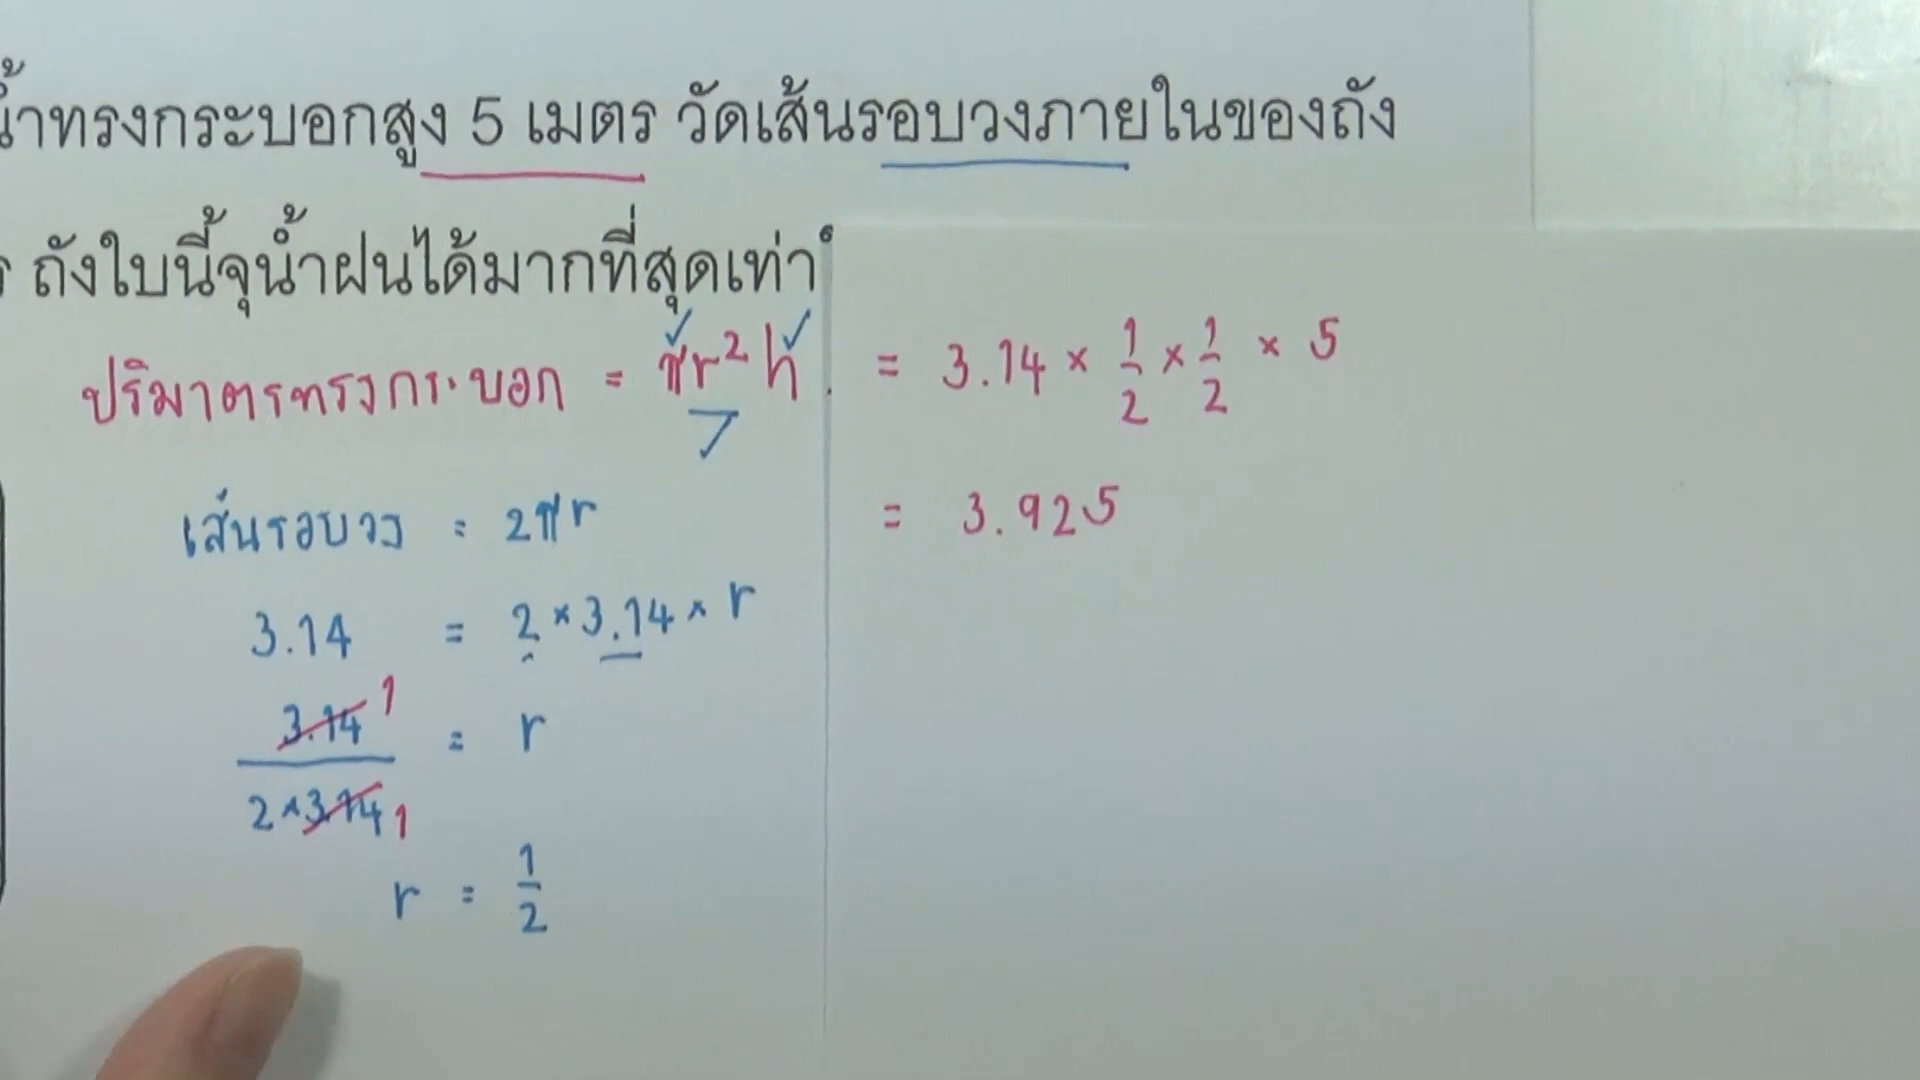 น้ำทรงกระบอกสูง 5 เมตร วัดเส้นรอบวงภายในของถัง
ร ถังใบนี้จุน้ำฝนได้มากที่สุดเท่าใ
ปริมาตรทรงกระบอก = πr²h = 3.14 × 1/2 × 1/2 × 5
= 3.925
เส้นรอบวง = 2πr
3.14 = 2 × 3.14 × r
3.14 1 / 2 × 3.14 1 = r
r = 1/2